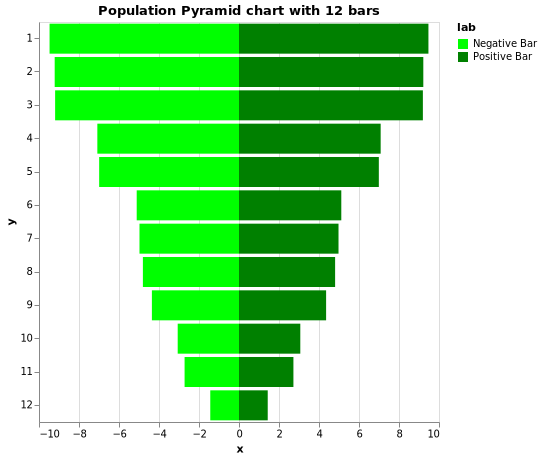 Population Pyramid chart with 12 bars
lab
Negative Bar
Positive Bar
1
2
3
4
5
6
7
8
9
10
11
12
y
−10 −8 −6 −4 −2 0 2 4 6 8 10
x